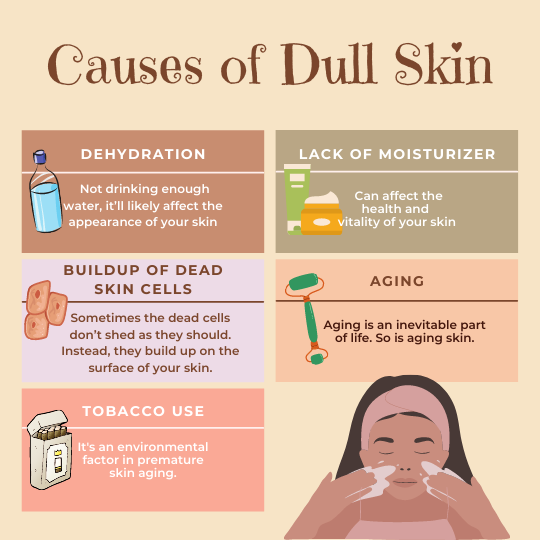 Causes of Dull Skin
DEHYDRATION
Not drinking enough
water, it'll likely affect the
appearance of your skin
LACK OF MOISTURIZER
Can affect the
health and
vitality of your skin
BUILDUP OF DEAD
SKIN CELLS
Sometimes the dead cells
don't shed as they should.
Instead, they build up on the
surface of your skin.
AGING
Aging is an inevitable part
of life. So is aging skin.
TOBACCO USE
It's an environmental
factor in premature
skin aging.